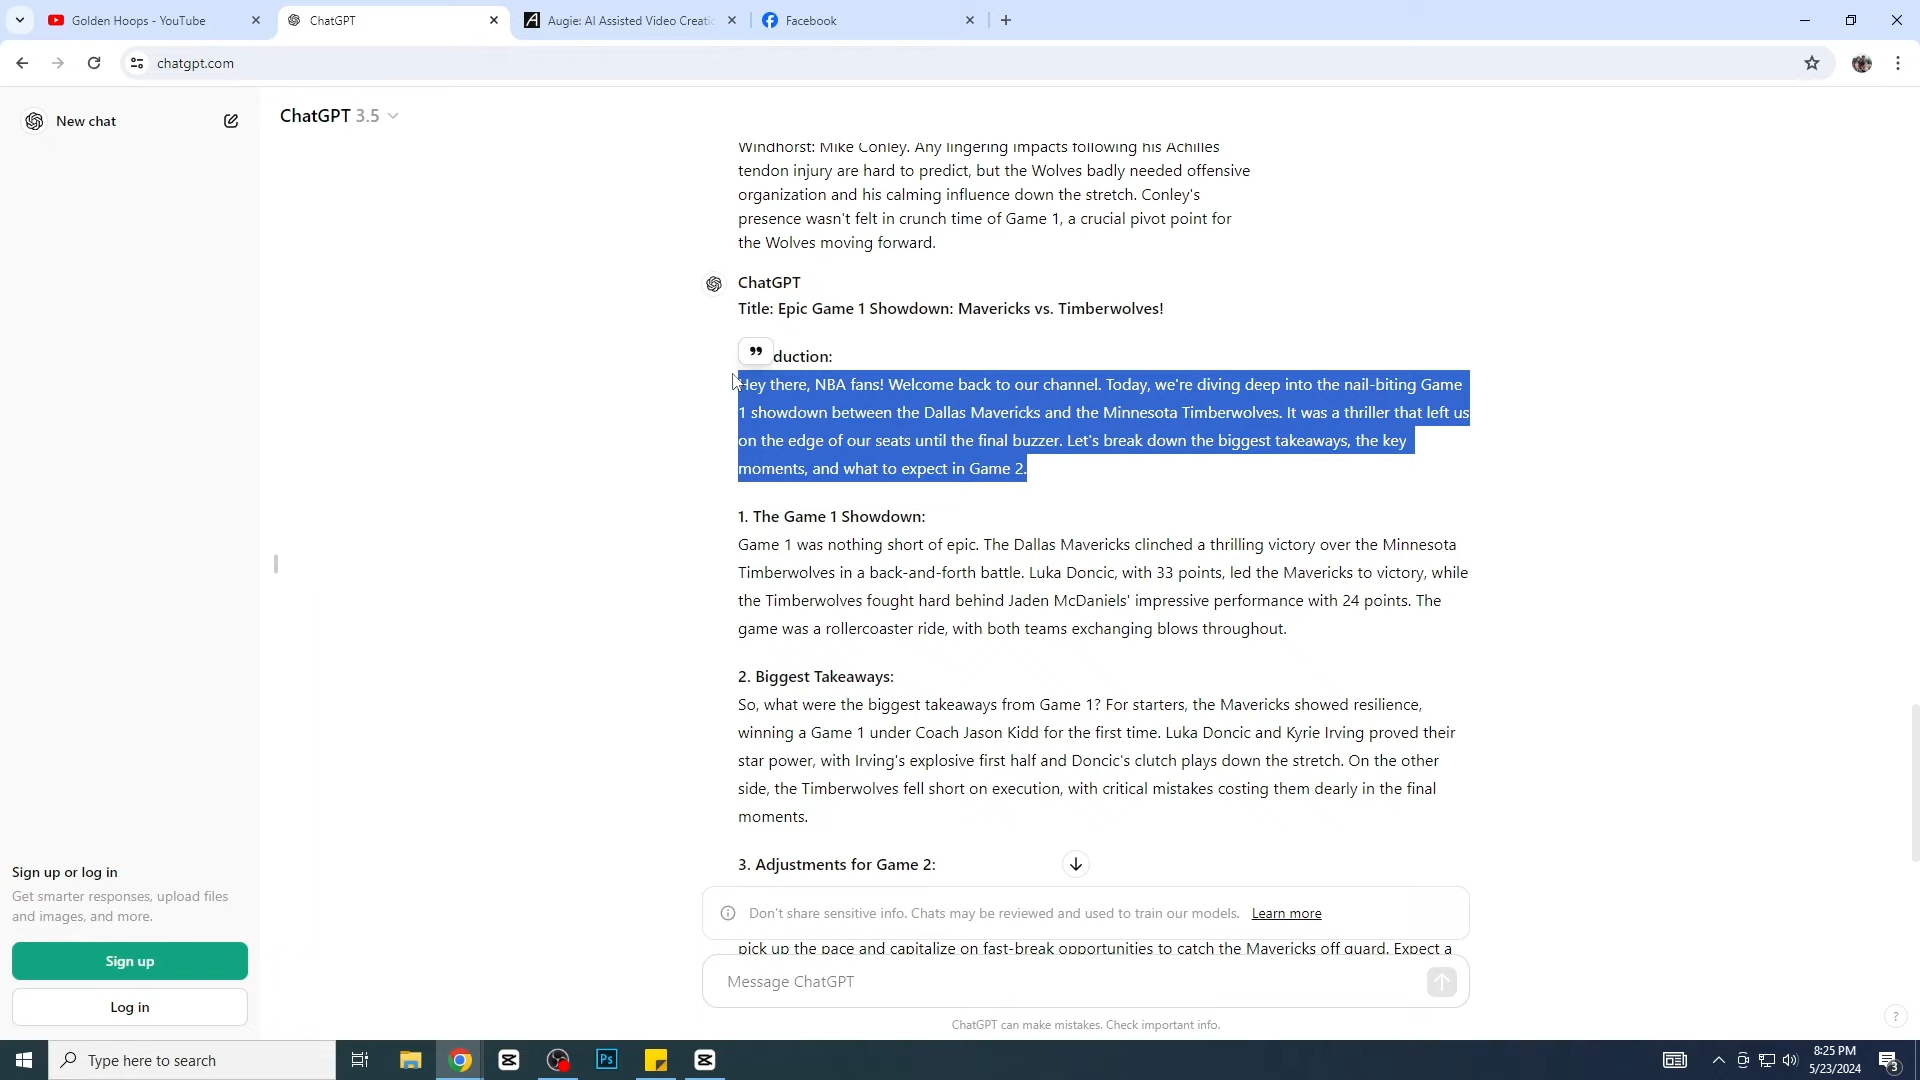 Golden Hoops - YouTube
ChatGPT
Augie: AI Assisted Video Creatio
Facebook
chatgpt.com
New chat
ChatGPT 3.5
Windhorst: Mike Conley. Any lingering impacts following his Achilles
tendon injury are hard to predict, but the Wolves badly needed offensive
organization and his calming influence down the stretch. Conley's
presence wasn't felt in crunch time of Game 1, a crucial pivot point for
the Wolves moving forward.
ChatGPT
Title: Epic Game 1 Showdown: Mavericks vs. Timberwolves!
duction:
Hey there, NBA fans! Welcome back to our channel. Today, we're diving deep into the nail-biting Game
1 showdown between the Dallas Mavericks and the Minnesota Timberwolves. It was a thriller that left us
on the edge of our seats until the final buzzer. Let's break down the biggest takeaways, the key
moments, and what to expect in Game 2.
1. The Game 1 Showdown:
Game 1 was nothing short of epic. The Dallas Mavericks clinched a thrilling victory over the Minnesota
Timberwolves in a back-and-forth battle. Luka Doncic, with 33 points, led the Mavericks to victory, while
the Timberwolves fought hard behind Jaden McDaniels' impressive performance with 24 points. The
game was a rollercoaster ride, with both teams exchanging blows throughout.
2. Biggest Takeaways:
So, what were the biggest takeaways from Game 1? For starters, the Mavericks showed resilience,
winning a Game 1 under Coach Jason Kidd for the first time. Luka Doncic and Kyrie Irving proved their
star power, with Irving's explosive first half and Doncic's clutch plays down the stretch. On the other
side, the Timberwolves fell short on execution, with critical mistakes costing them dearly in the final
moments.
3. Adjustments for Game 2:
Don't share sensitive info. Chats may be reviewed and used to train our models. Learn more
pick up the pace and capitalize on fast-break opportunities to catch the Mavericks off guard. Expect a
Message ChatGPT
ChatGPT can make mistakes. Check important info.
?
Sign up or log in
Get smarter responses, upload files
and images, and more.
Sign up
Log in
Type here to search
Ps
8:25 PM
5/23/2024
3